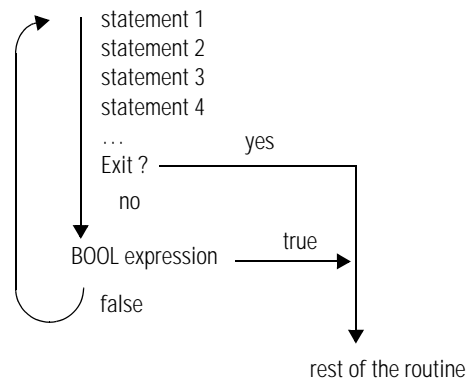 statement 1
statement 2
statement 3
statement 4
...
yes
Exit ?
no
true
BOOL expression
false
rest of the routine